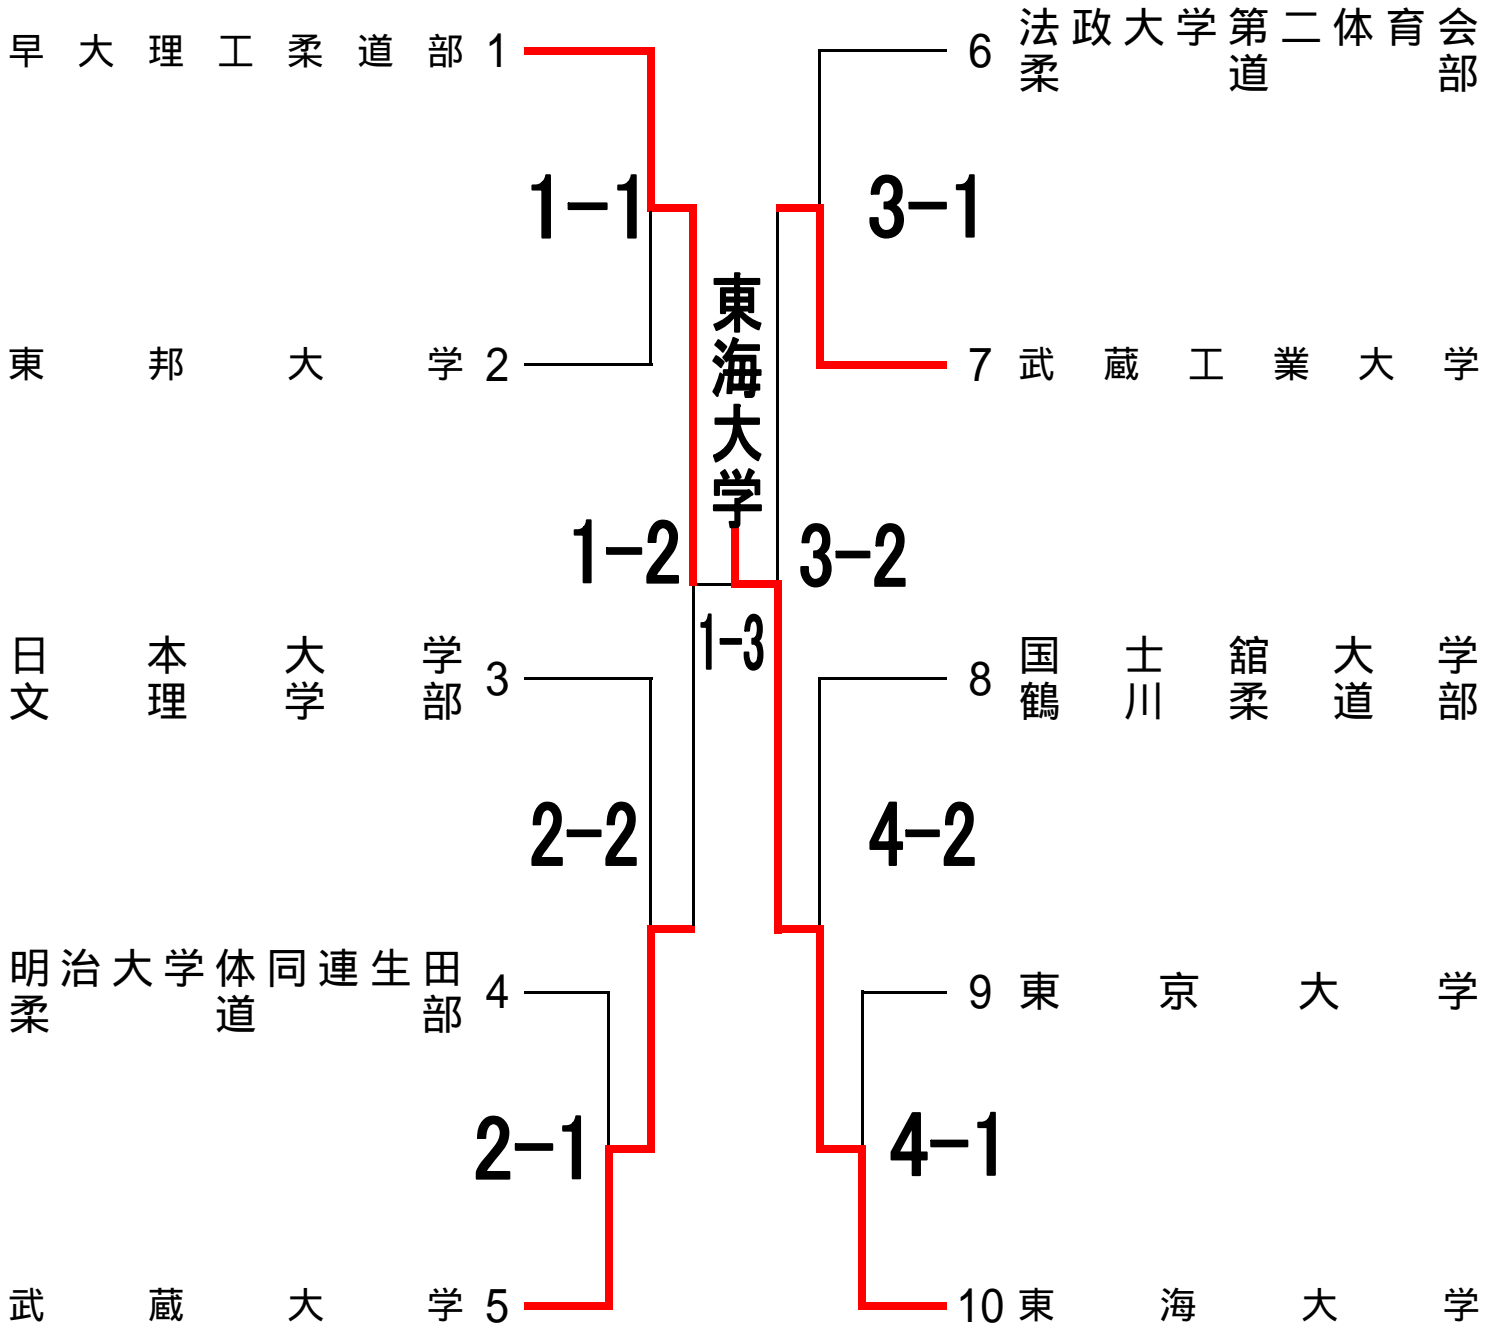 早大理工柔道部 1
1-1
東邦大学 2
1-2
日本大学
文理学部 3
2-2
明治大学体同連生田
柔道部 4
2-1
武蔵大学 5
東海大学
1-3
6 法政大学第二体育会
柔道部
3-1
7 武蔵工業大学
3-2
8 国士舘大学
鶴川柔道部
4-2
9 東京大学
4-1
10 東海大学